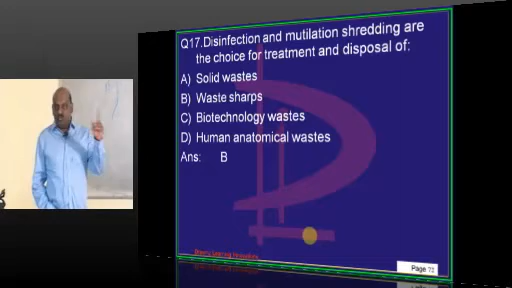 Q17.Disinfection and mutilation shredding are
the choice for treatment and disposal of:
A) Solid wastes
B) Waste sharps
C) Biotechnology wastes
D) Human anatomical wastes
Ans: B
Page 73